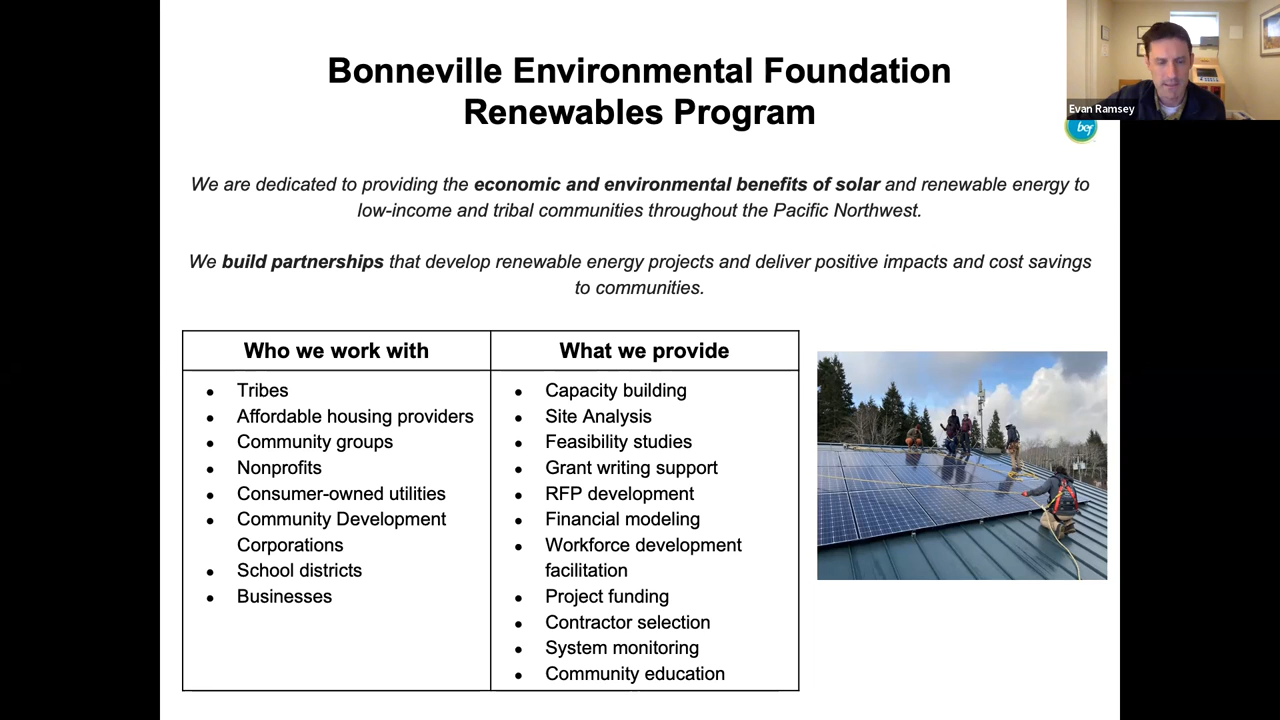 Bonneville Environmental Foundation
Renewables Program
Evan Ramsey
bef
We are dedicated to providing the economic and environmental benefits of solar and renewable energy to
low-income and tribal communities throughout the Pacific Northwest.
We build partnerships that develop renewable energy projects and deliver positive impacts and cost savings
to communities.
Who we work with
• Tribes
• Affordable housing providers
• Community groups
• Nonprofits
• Consumer-owned utilities
• Community Development
Corporations
• School districts
• Businesses
What we provide
• Capacity building
• Site Analysis
• Feasibility studies
• Grant writing support
• RFP development
• Financial modeling
• Workforce development
facilitation
• Project funding
• Contractor selection
• System monitoring
• Community education